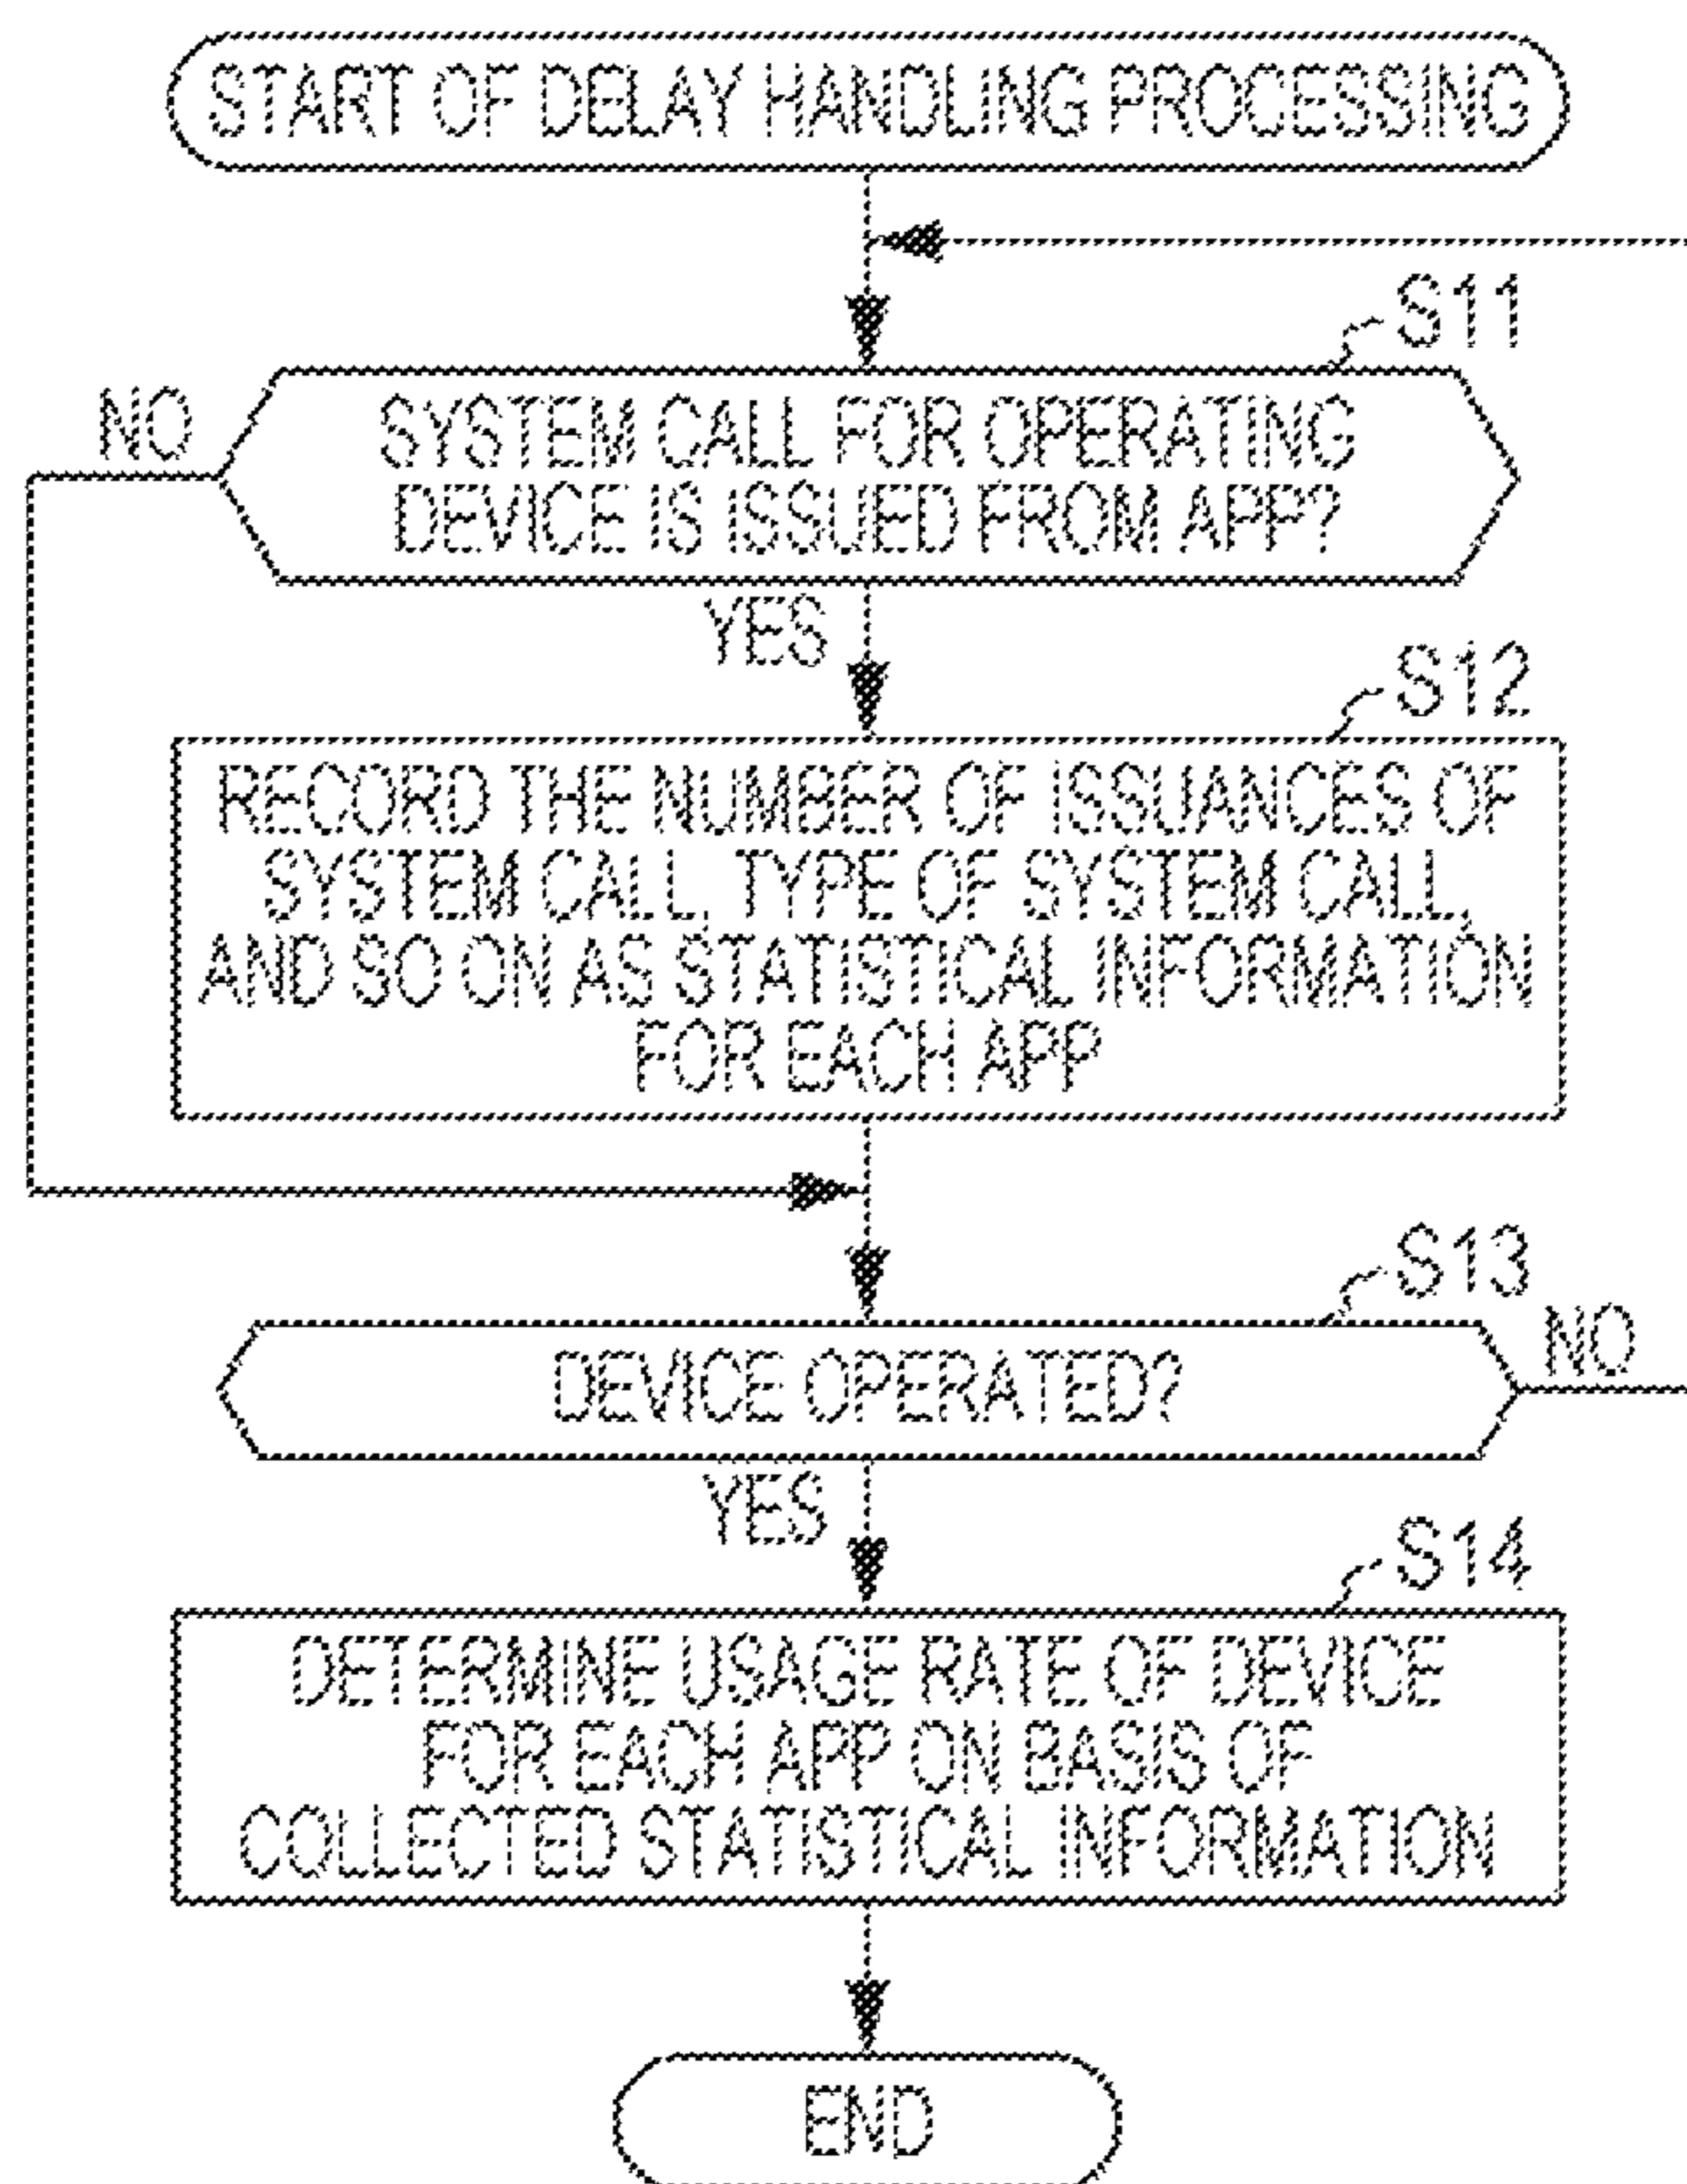 START OF DELAY HANDLING PROCESSING
S11
NO
SYSTEM CALL FOR OPERATING
DEVICE IS ISSUED FROM APP?
YES
S12
RECORD THE NUMBER OF ISSUANCES OF
SYSTEM CALL, TYPE OF SYSTEM CALL,
AND SO ON AS STATISTICAL INFORMATION
FOR EACH APP
S13
NO
DEVICE OPERATED?
YES
S14
DETERMINE USAGE RATE OF DEVICE
FOR EACH APP ON BASIS OF
COLLECTED STATISTICAL INFORMATION
END